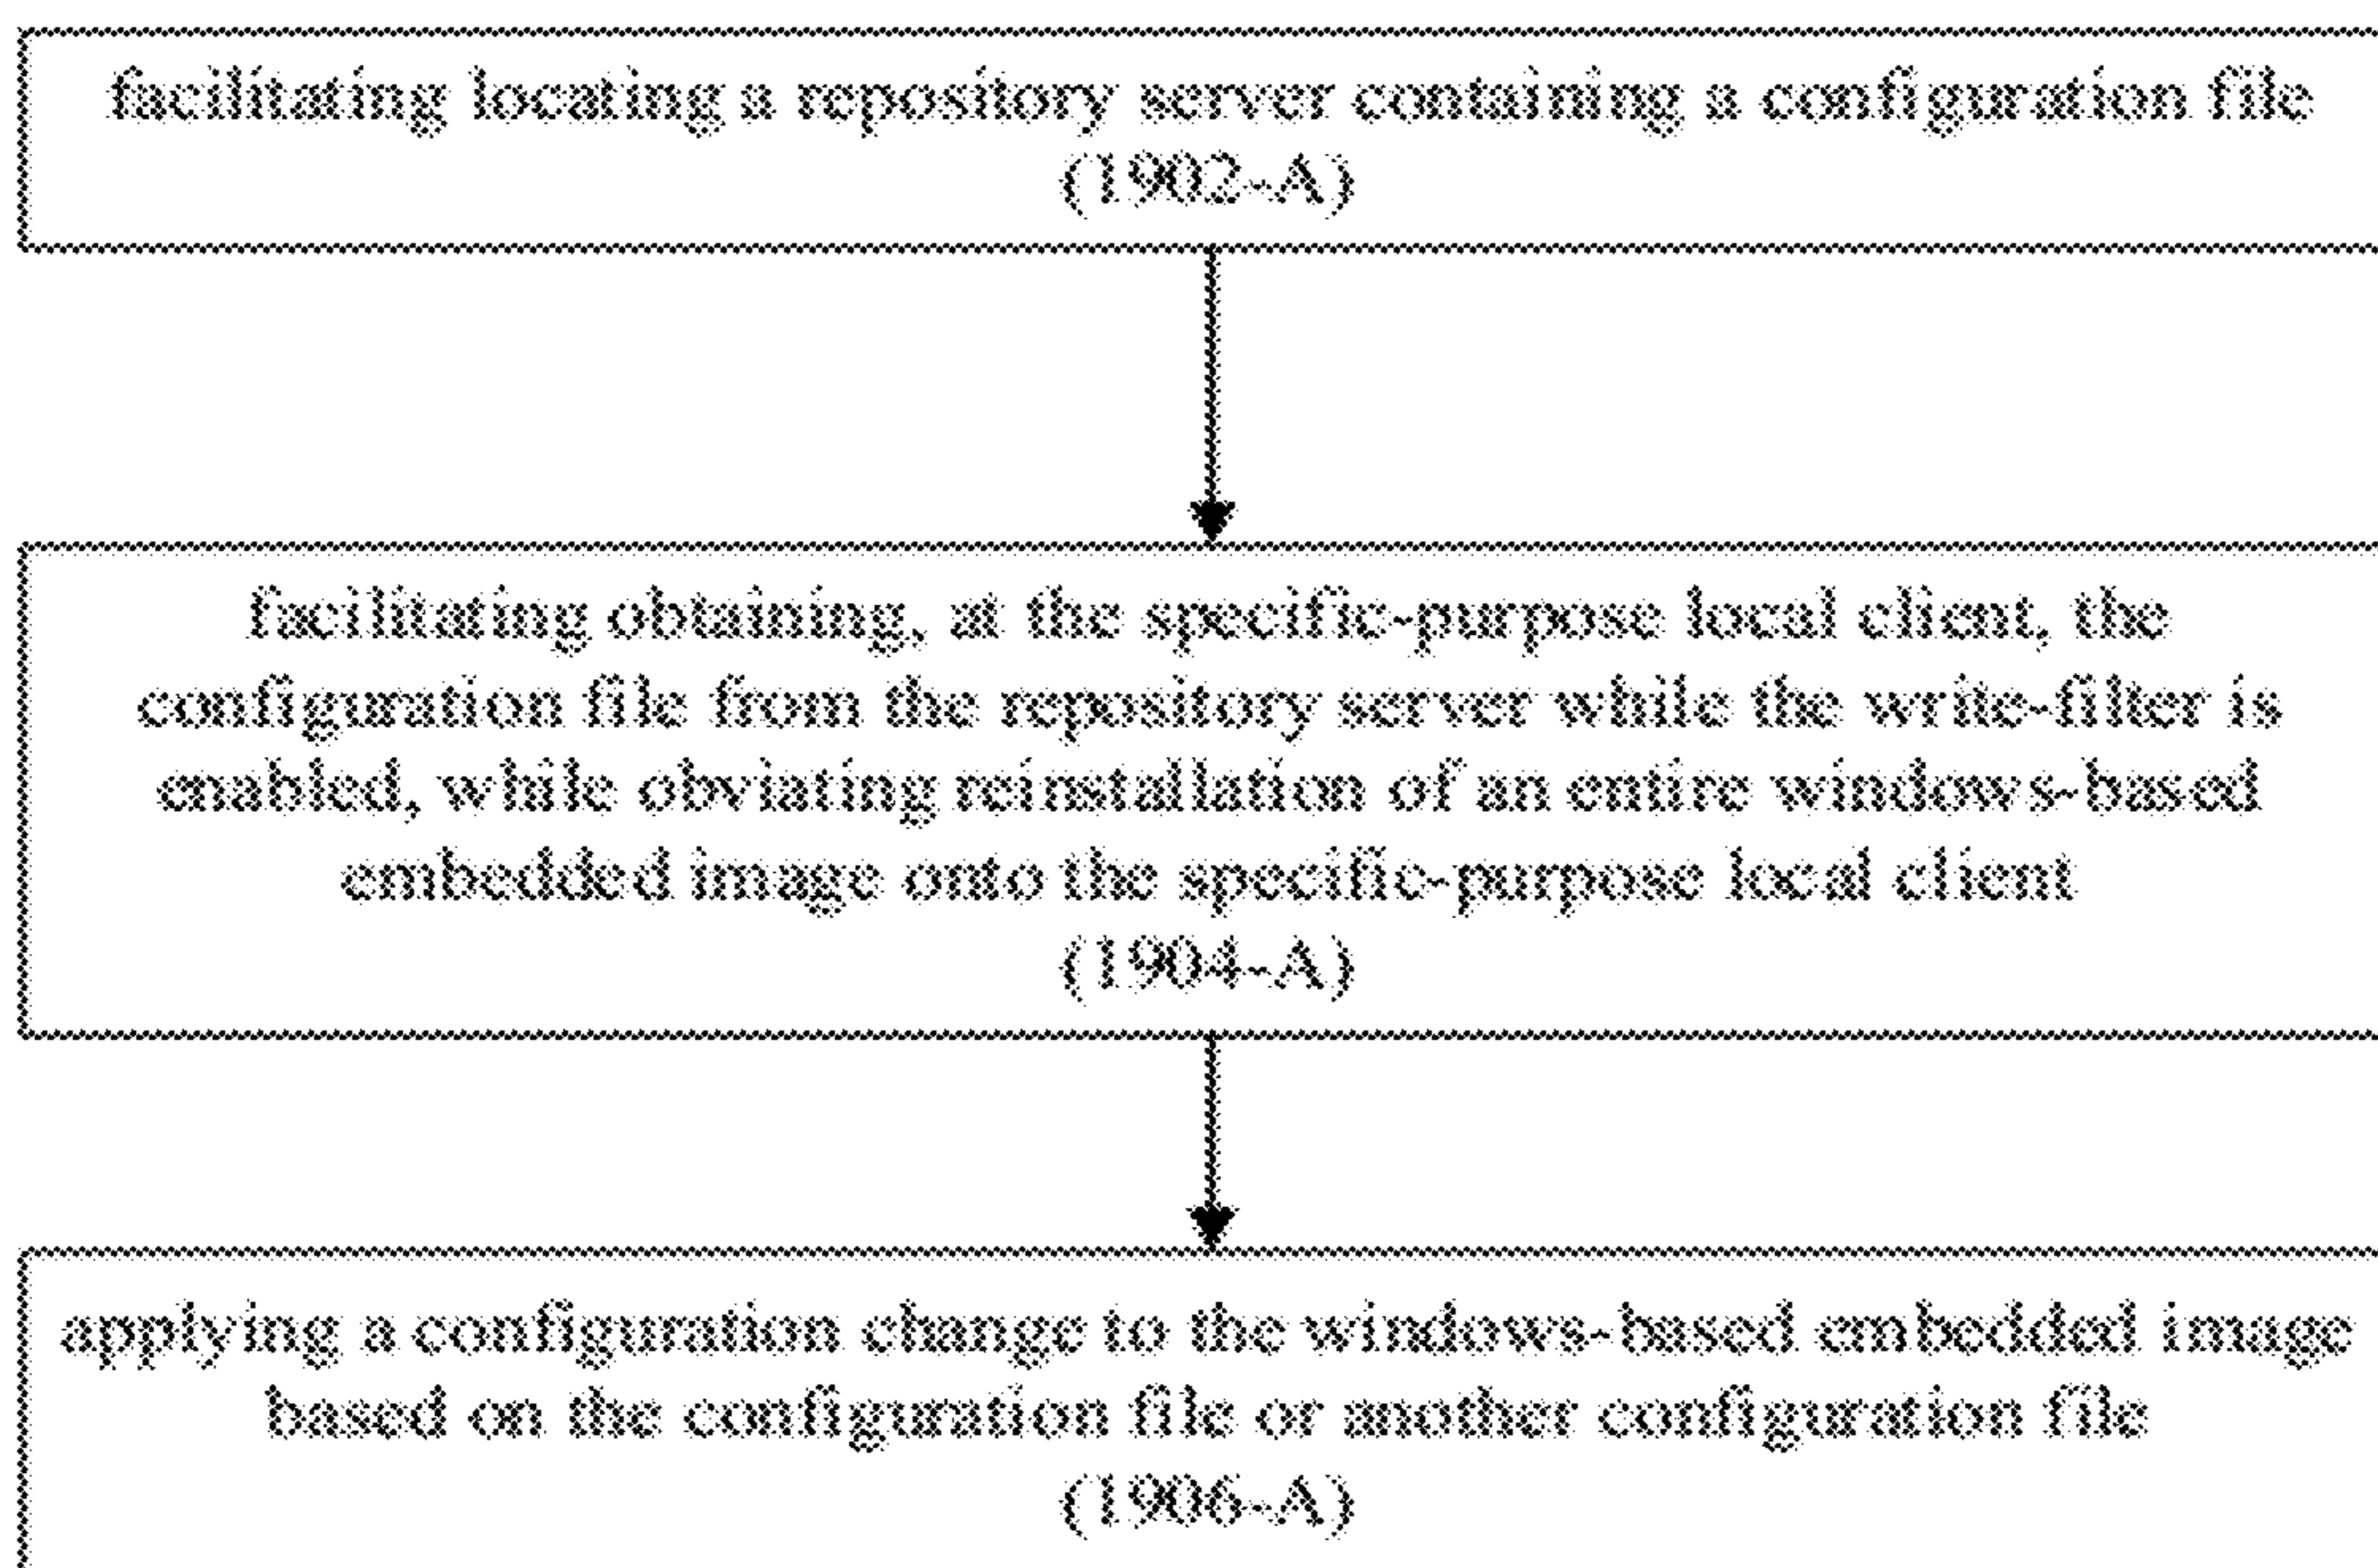 facilitating locating a repository server containing a configuration file
(1902-A)
facilitating obtaining, at the specific-purpose local client, the
configuration file from the repository server while the write-filter is
enabled, while obviating reinstallation of an entire windows-based
embedded image onto the specific-purpose local client
(1904-A)
applying a configuration change to the windows-based embedded image
based on the configuration file or another configuration file
(1906-A)